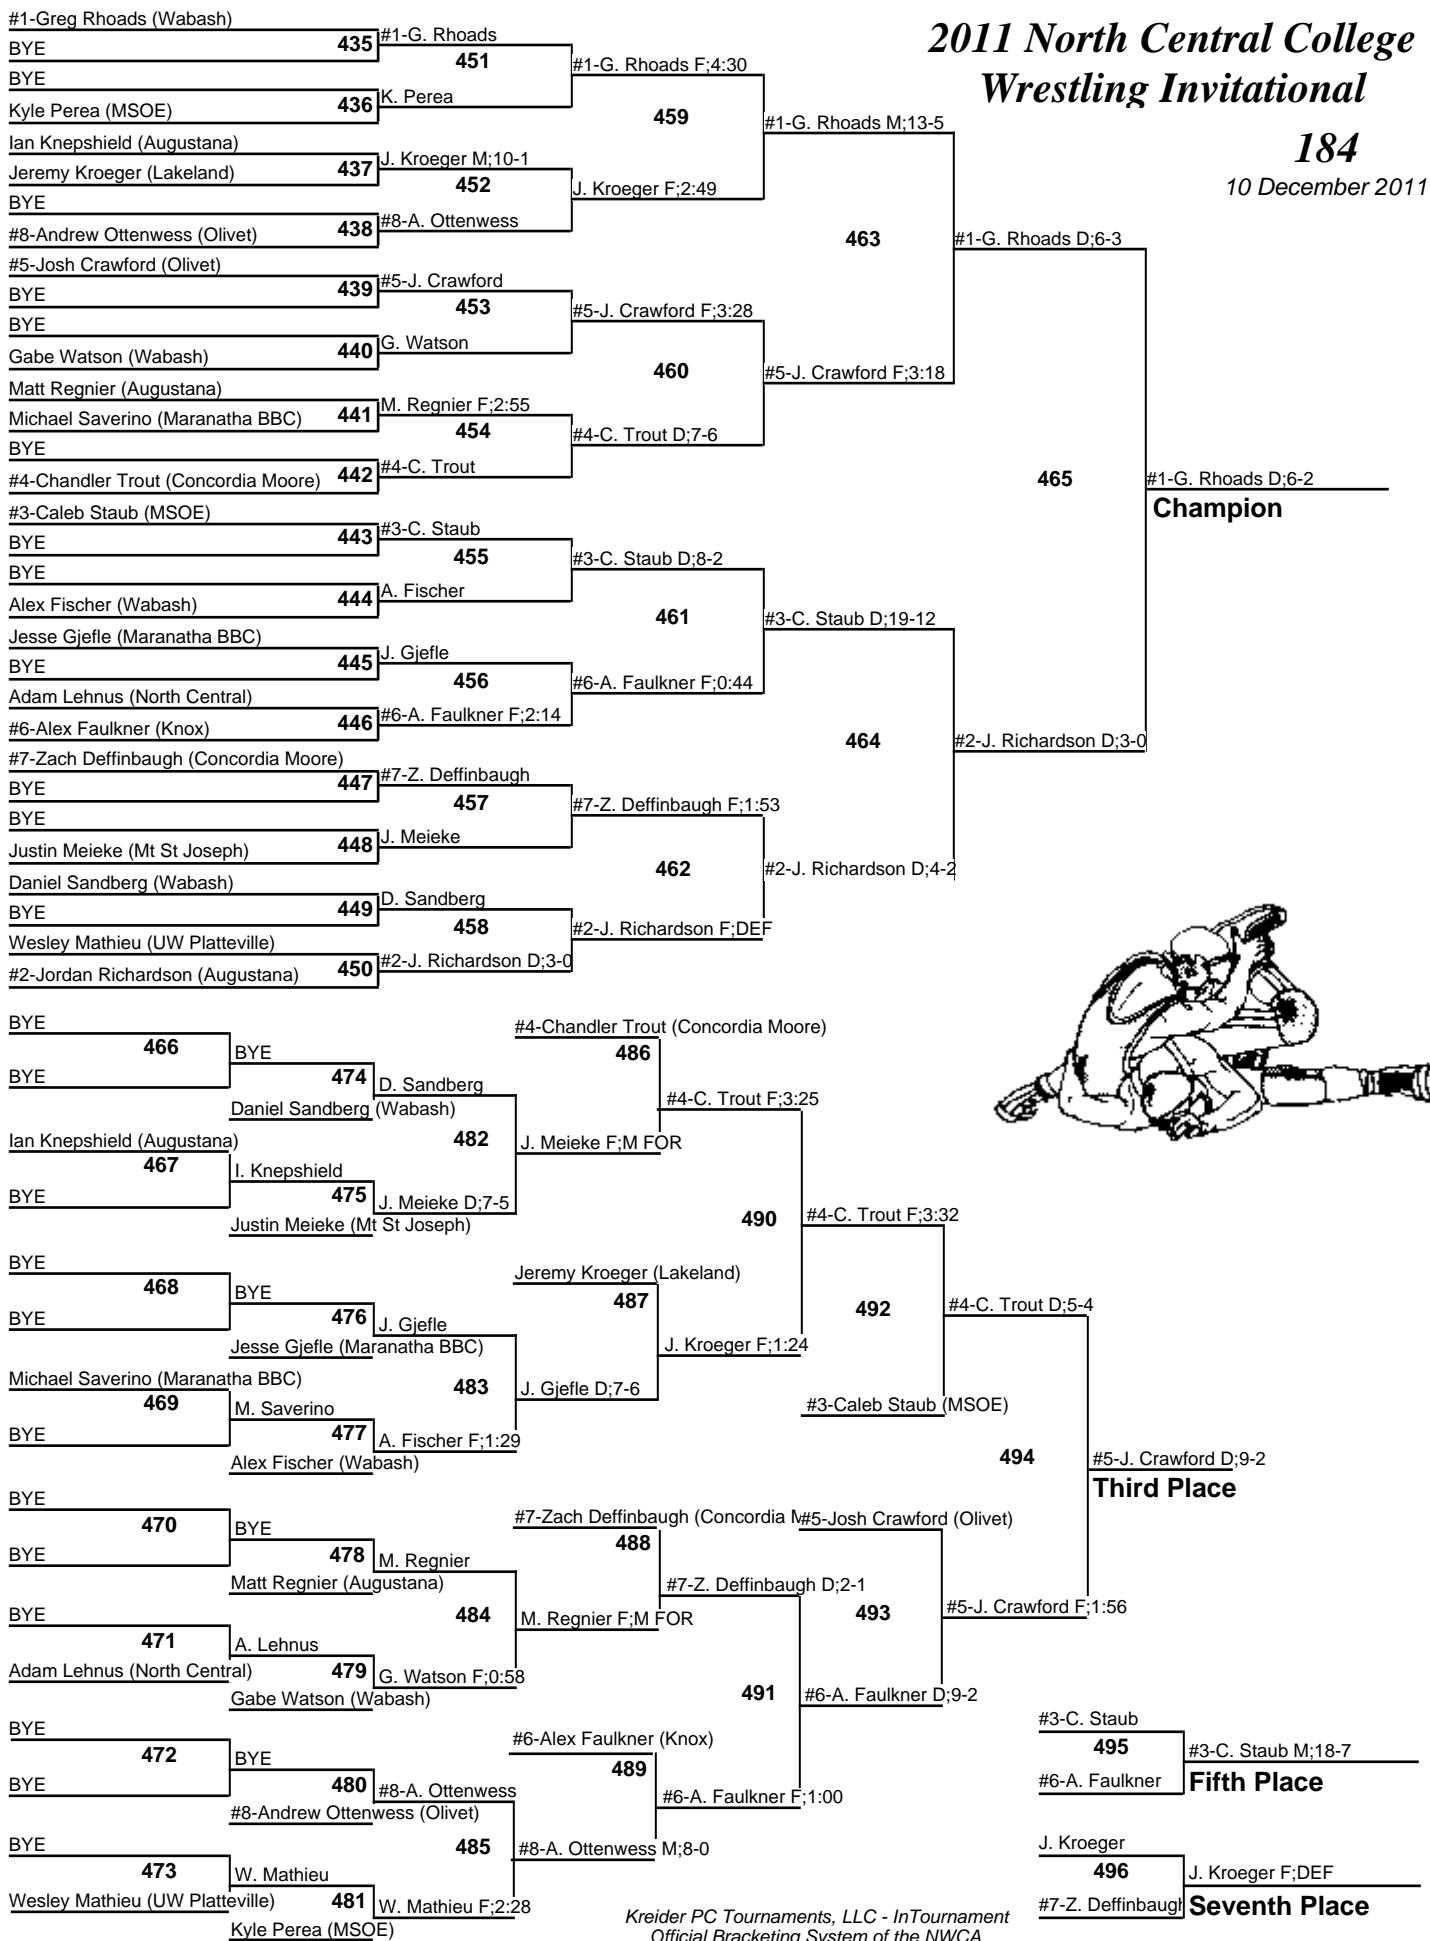 2011 North Central College
Wrestling Invitational
184
10 December 2011
#1-Greg Rhoads (Wabash)
BYE
435
#1-G. Rhoads
451
BYE
Kyle Perea (MSOE)
436
K. Perea
#1-G. Rhoads F;4:30
459
Ian Knepshield (Augustana)
Jeremy Kroeger (Lakeland)
437
J. Kroeger M;10-1
452
BYE
#8-Andrew Ottenwess (Olivet)
438
#8-A. Ottenwess
J. Kroeger F;2:49
#1-G. Rhoads M;13-5
463
#5-Josh Crawford (Olivet)
BYE
439
#5-J. Crawford
453
BYE
Gabe Watson (Wabash)
440
G. Watson
#5-J. Crawford F;3:28
460
Matt Regnier (Augustana)
Michael Saverino (Maranatha BBC)
441
M. Regnier F;2:55
454
BYE
#4-Chandler Trout (Concordia Moore)
442
#4-C. Trout
#4-C. Trout D;7-6
#5-J. Crawford F;3:18
#1-G. Rhoads D;6-3
465
#1-G. Rhoads D;6-2
Champion
#3-Caleb Staub (MSOE)
BYE
443
#3-C. Staub
455
BYE
Alex Fischer (Wabash)
444
A. Fischer
#3-C. Staub D;8-2
461
Jesse Gjefle (Maranatha BBC)
BYE
445
J. Gjefle
456
Adam Lehnus (North Central)
#6-Alex Faulkner (Knox)
446
#6-A. Faulkner F;2:14
#6-A. Faulkner F;0:44
#3-C. Staub D;19-12
464
#7-Zach Deffinbaugh (Concordia Moore)
BYE
447
#7-Z. Deffinbaugh
457
BYE
Justin Meieke (Mt St Joseph)
448
J. Meieke
#7-Z. Deffinbaugh F;1:53
462
Daniel Sandberg (Wabash)
BYE
449
D. Sandberg
458
Wesley Mathieu (UW Platteville)
#2-Jordan Richardson (Augustana)
450
#2-J. Richardson D;3-0
#2-J. Richardson F;DEF
#2-J. Richardson D;4-2
#2-J. Richardson D;3-0
BYE
466
BYE
BYE
474
Daniel Sandberg (Wabash)
D. Sandberg
482
Ian Knepshield (Augustana)
467
BYE
I. Knepshield
475
Justin Meieke (Mt St Joseph)
J. Meieke D;7-5
#4-Chandler Trout (Concordia Moore)
486
J. Meieke F;M FOR
#4-C. Trout F;3:25
490
BYE
468
BYE
BYE
476
Jesse Gjefle (Maranatha BBC)
J. Gjefle
483
Michael Saverino (Maranatha BBC)
469
BYE
M. Saverino
477
Alex Fischer (Wabash)
A. Fischer F;1:29
Jeremy Kroeger (Lakeland)
487
J. Gjefle D;7-6
J. Kroeger F;1:24
#4-C. Trout F;3:32
492
#3-Caleb Staub (MSOE)
#4-C. Trout D;5-4
494
#5-J. Crawford D;9-2
Third Place
BYE
470
BYE
BYE
478
Matt Regnier (Augustana)
M. Regnier
484
BYE
471
Adam Lehnus (North Central)
A. Lehnus
479
Gabe Watson (Wabash)
G. Watson F;0:58
#7-Zach Deffinbaugh (Concordia M
488
M. Regnier F;M FOR
#7-Z. Deffinbaugh D;2-1
491
#5-Josh Crawford (Olivet)
493
#6-A. Faulkner D;9-2
#5-J. Crawford F;1:56
BYE
472
BYE
BYE
480
#8-Andrew Ottenwess (Olivet)
#8-A. Ottenwess
485
BYE
473
Wesley Mathieu (UW Platteville)
W. Mathieu
481
Kyle Perea (MSOE)
W. Mathieu F;2:28
#6-Alex Faulkner (Knox)
489
#8-A. Ottenwess M;8-0
#6-A. Faulkner F;1:00
#3-C. Staub
495
#6-A. Faulkner
#3-C. Staub M;18-7
Fifth Place
J. Kroeger
496
#7-Z. Deffinbaugh
J. Kroeger F;DEF
Seventh Place
Kreider PC Tournaments, LLC - InTournament
Official Bracketing System of the NWCA